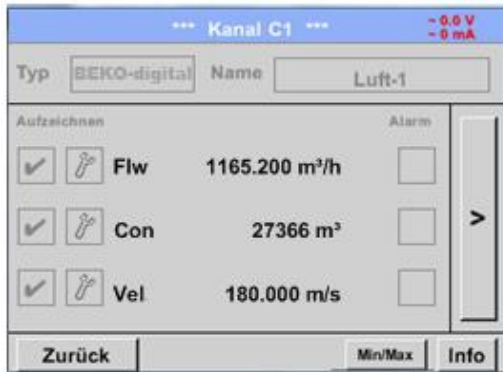 *** Kanal C1 ***
~ 0.0 V
~ 0 mA
Typ BEKO-digital Name Luft-1
Aufzeichnen Alarm
Flw 1165.200 m³/h
Con 27366 m³
>
Vel 180.000 m/s
Zurück Min/Max Info